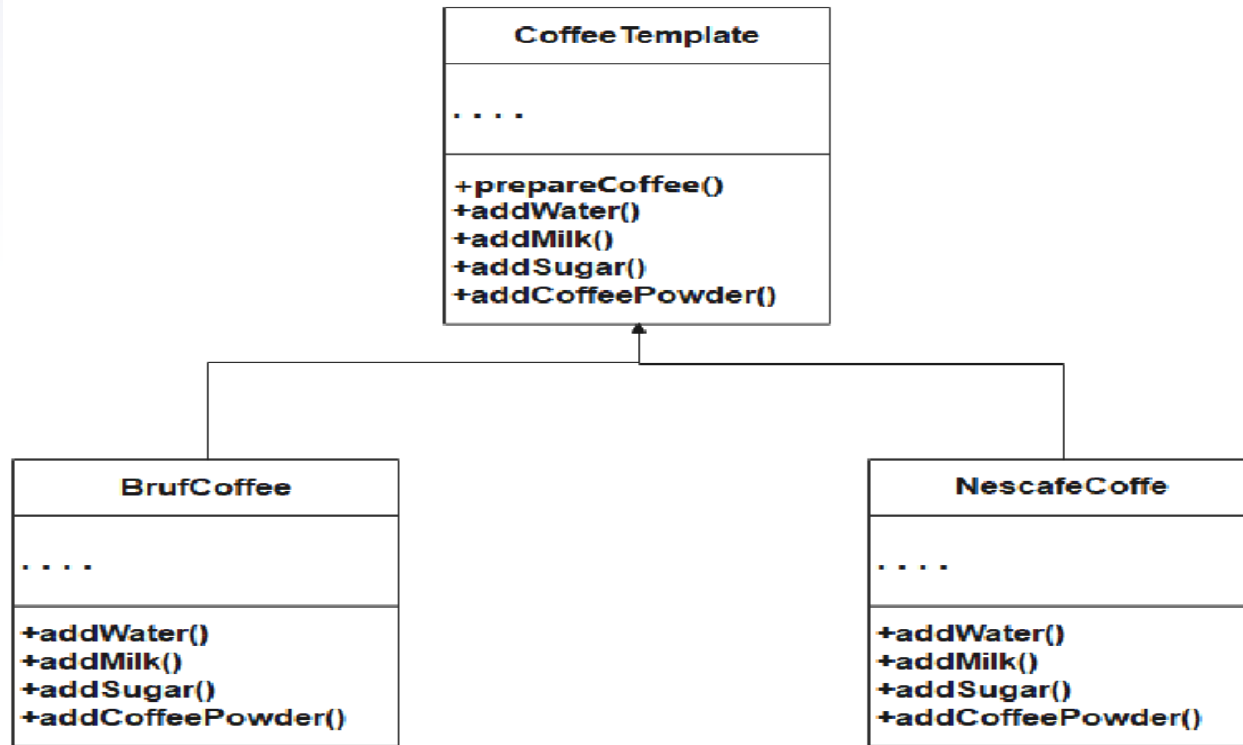 CoffeeTemplate
. . . .
+prepareCoffee()
+addWater()
+addMilk()
+addSugar()
+addCoffeePowder()
BrufCoffee
. . . .
+addWater()
+addMilk()
+addSugar()
+addCoffeePowder()
NescafeCoffe
. . . .
+addWater()
+addMilk()
+addSugar()
+addCoffeePowder()